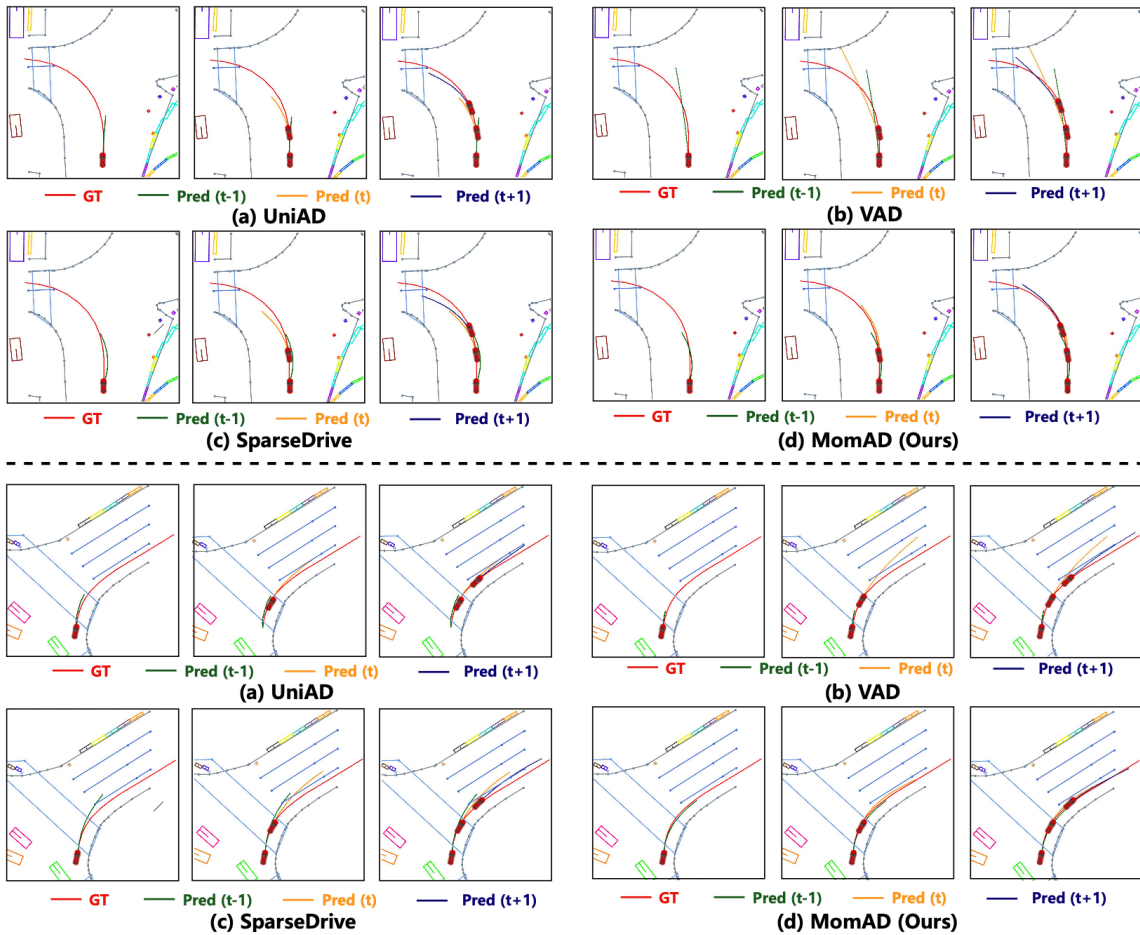 GT Pred (t-1) Pred (t) Pred (t+1)
(a) UniAD
GT Pred (t-1) Pred (t) Pred (t+1)
(b) VAD
GT Pred (t-1) Pred (t) Pred (t+1)
(c) SparseDrive
GT Pred (t-1) Pred (t) Pred (t+1)
(d) MomAD (Ours)
GT Pred (t-1) Pred (t) Pred (t+1)
(a) UniAD
GT Pred (t-1) Pred (t) Pred (t+1)
(b) VAD
GT Pred (t-1) Pred (t) Pred (t+1)
(c) SparseDrive
GT Pred (t-1) Pred (t) Pred (t+1)
(d) MomAD (Ours)